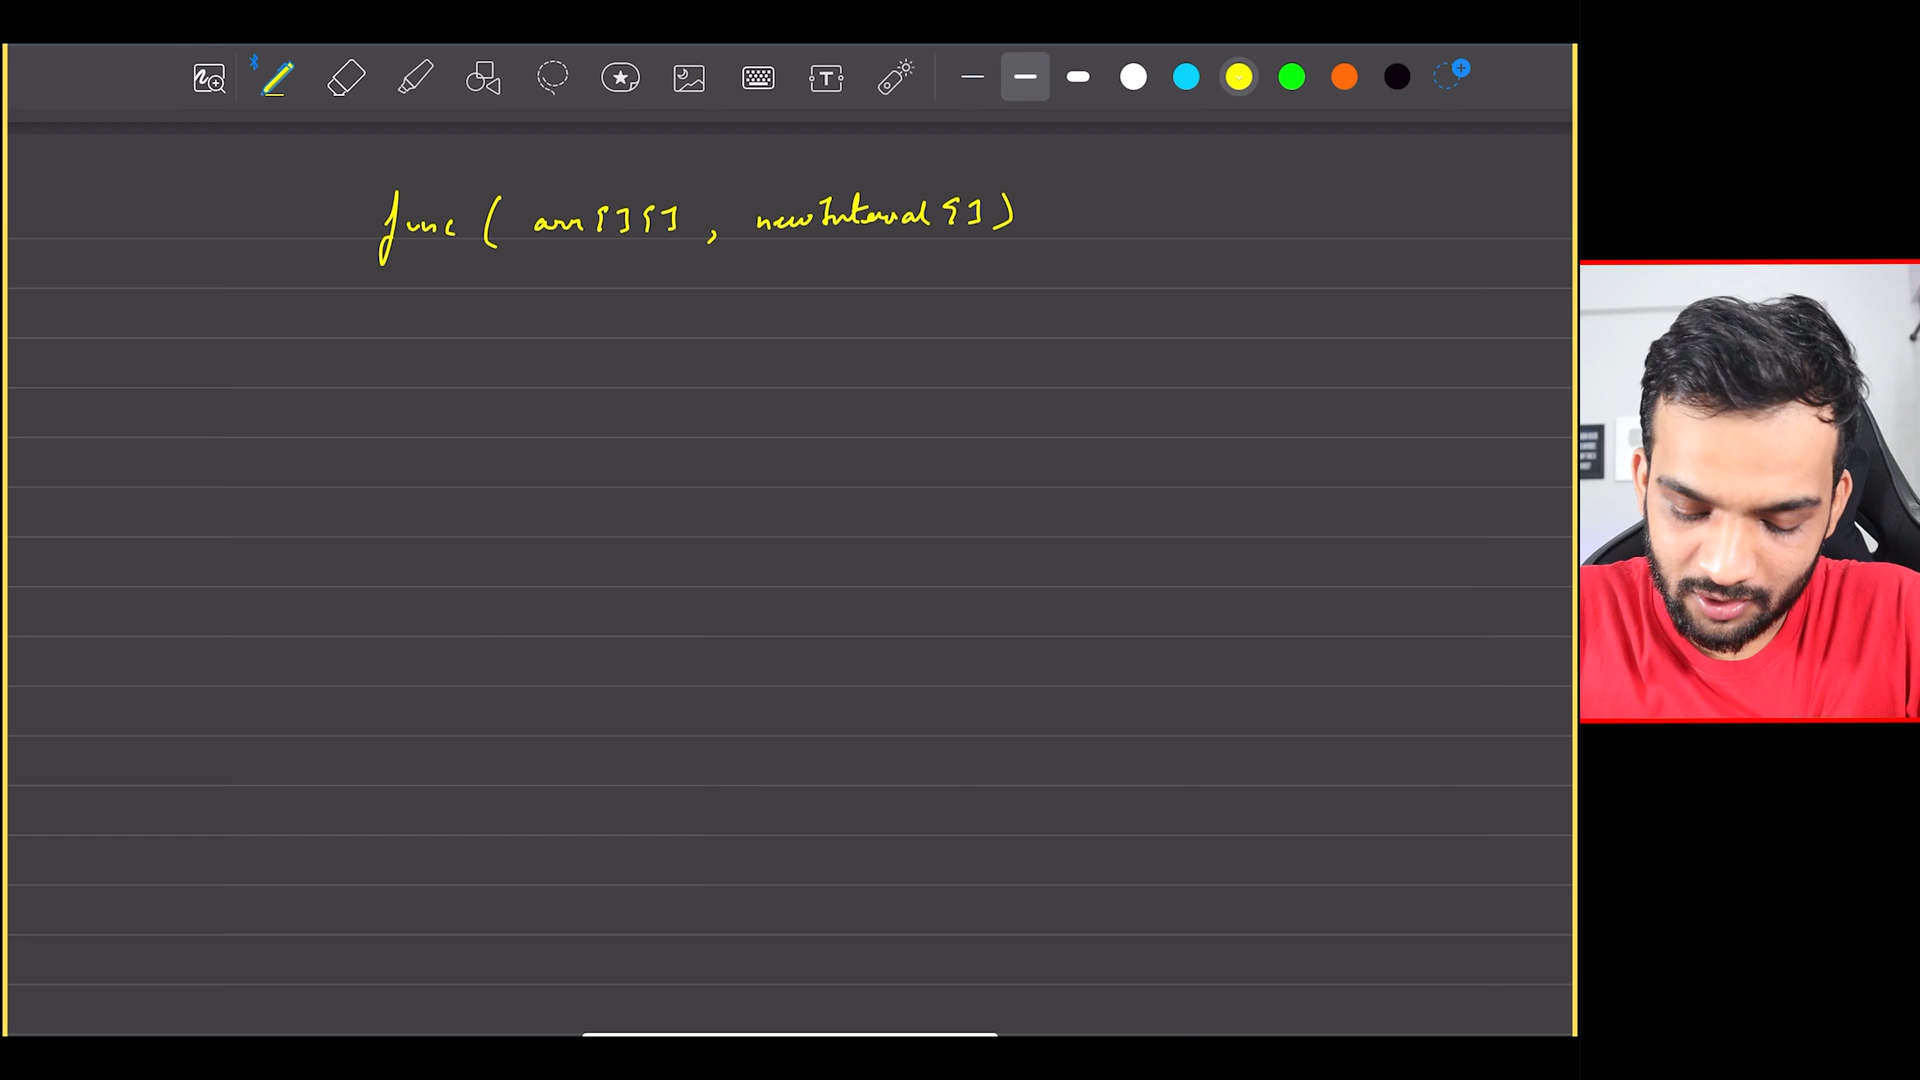 func ( arr[][] , newInterval[] )